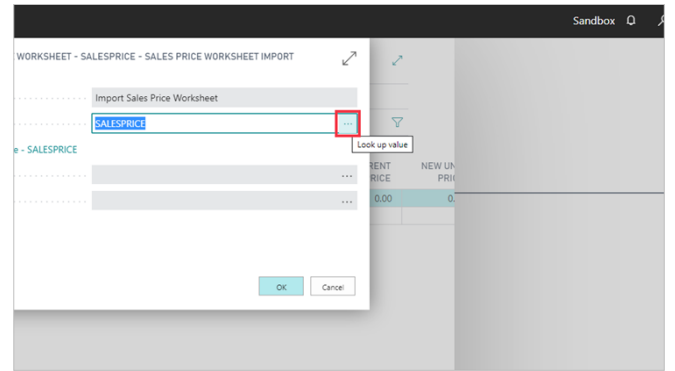 Sandbox
WORKSHEET - SALESPRICE - SALES PRICE WORKSHEET IMPORT
Import Sales Price Worksheet
SALESPRICE
...
Look up value
e - SALESPRICE
RENT
RICE
NEW UN
PRI
...
0.00
0.
...
OK
Cancel